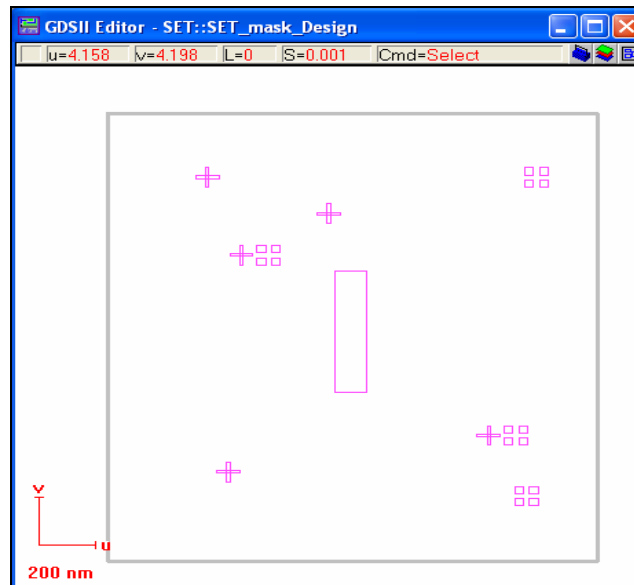 GDSII Editor - SET::SET_mask_Design
u=4.158 v=4.198 L=0 S=0.001 Cmd=Select
v
u
200 nm